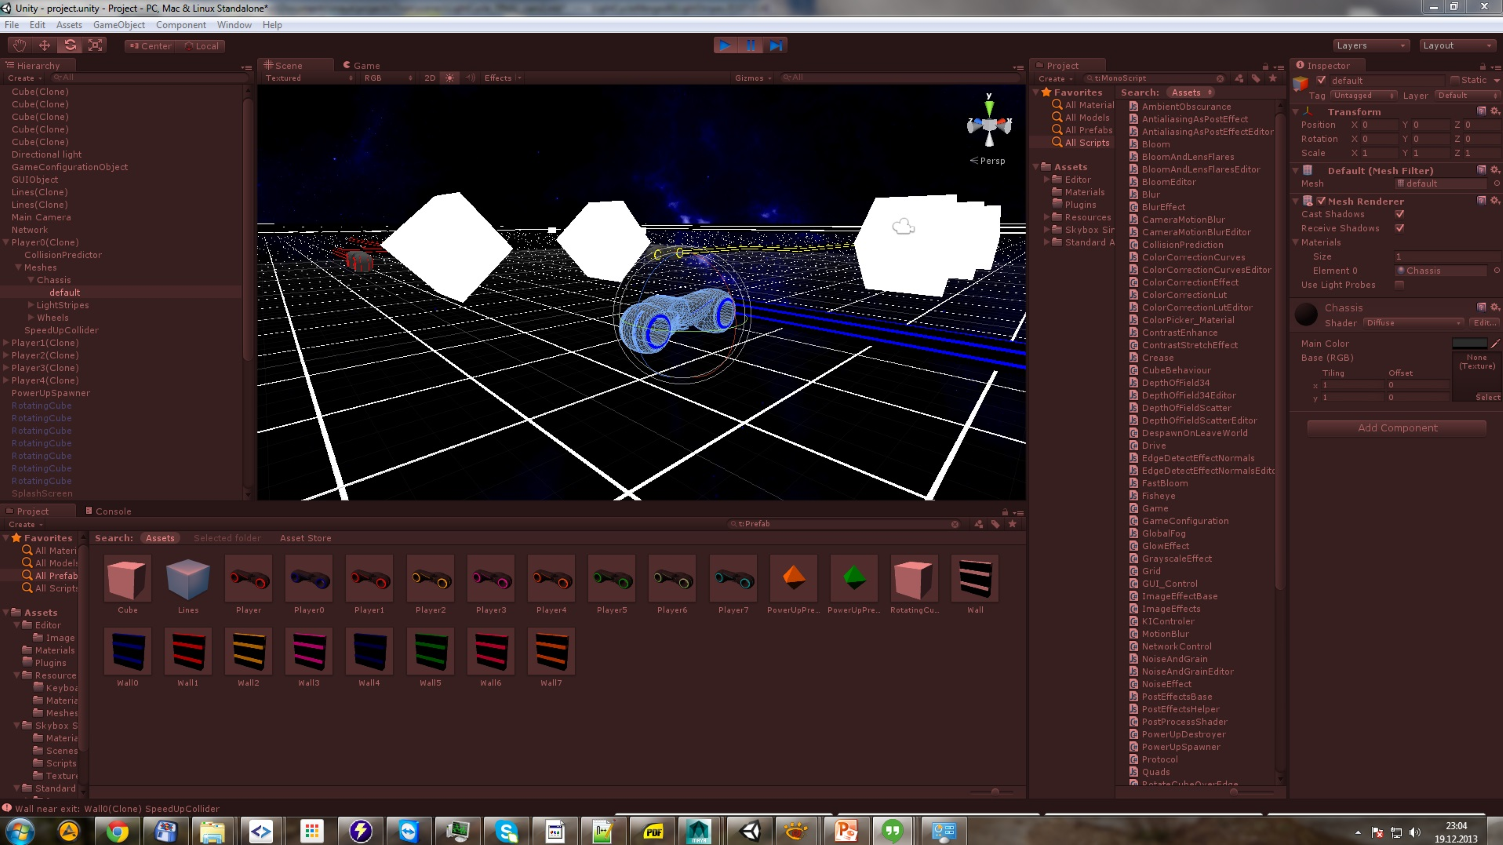 Unity - project.unity - Project - PC, Mac & Linux Standalone*
File Edit Assets GameObject Component Window Help
Center Local
Layers Layout
Hierarchy
Create All
Cube(Clone)
Cube(Clone)
Cube(Clone)
Cube(Clone)
Cube(Clone)
Directional light
GameConfigurationObject
GUIObject
Lines(Clone)
Lines(Clone)
Main Camera
Network
Player0(Clone)
CollisionPredictor
Meshes
Chassis
default
LightStripes
Wheels
SpeedUpCollider
Player1(Clone)
Player2(Clone)
Player3(Clone)
Player4(Clone)
PowerUpSpawner
RotatingCube
RotatingCube
RotatingCube
RotatingCube
RotatingCube
RotatingCube
RotatingCube
SplashScreen
Scene Game
Textured RGB 2D Effects Gizmos All
y
z x
Persp
Project
Create t:MonoScript
Favorites
All Material
All Models
All Prefabs
All Scripts
Assets
Editor
Materials
Plugins
Resources
Skybox Sim
Standard A
Search: Assets
AmbientObscurance
AntialiasingAsPostEffect
AntialiasingAsPostEffectEditor
Bloom
BloomAndLensFlares
BloomAndLensFlaresEditor
BloomEditor
Blur
BlurEffect
CameraMotionBlur
CameraMotionBlurEditor
CollisionPrediction
ColorCorrectionCurves
ColorCorrectionCurvesEditor
ColorCorrectionEffect
ColorCorrectionLut
ColorCorrectionLutEditor
ColorPicker_Material
ContrastEnhance
ContrastStretchEffect
Crease
CubeBehaviour
DepthOfField34
DepthOfField34Editor
DepthOfFieldScatter
DepthOfFieldScatterEditor
DespawnOnLeaveWorld
Drive
EdgeDetectEffectNormals
EdgeDetectEffectNormalsEdito
FastBloom
Fisheye
Game
GameConfiguration
GlobalFog
GlowEffect
GrayscaleEffect
Grid
GUI_Control
ImageEffectBase
ImageEffects
KIControler
MotionBlur
NetworkControl
NoiseAndGrain
NoiseAndGrainEditor
NoiseEffect
PostEffectsBase
PostEffectsHelper
PostProcessShader
PowerUpDestroyer
PowerUpSpawner
Protocol
Quads
RotateCubeOverEdge
Inspector
default Static
Tag Untagged Layer Default
Transform
Position X 0 Y 0 Z 0
Rotation X 0 Y 0 Z 0
Scale X 1 Y 1 Z 1
Default (Mesh Filter)
Mesh default
Mesh Renderer
Cast Shadows
Receive Shadows
Materials
Size 1
Element 0 Chassis
Use Light Probes
Chassis
Shader Diffuse Edit...
Main Color
Base (RGB) None (Texture)
Tiling Offset
x 1 0
y 1 0 Select
Add Component
Project Console
Create t:Prefab
Favorites
All Materi
All Models
All Prefab
All Scripts
Assets
Editor
Image
Materials
Plugins
Resource
Keyboa
Materia
Meshes
Skybox S
Materia
Scenes
Scripts
Texture
Standard
Search: Assets Selected folder Asset Store
Cube Lines Player Player0 Player1 Player2 Player3 Player4 Player5 Player6 Player7 PowerUpPre... PowerUpPre... RotatingCu... Wall
Wall0 Wall1 Wall2 Wall3 Wall4 Wall5 Wall6 Wall7
Wall near exit: Wall0(Clone) SpeedUpCollider
PDF
23:04
19.12.2013